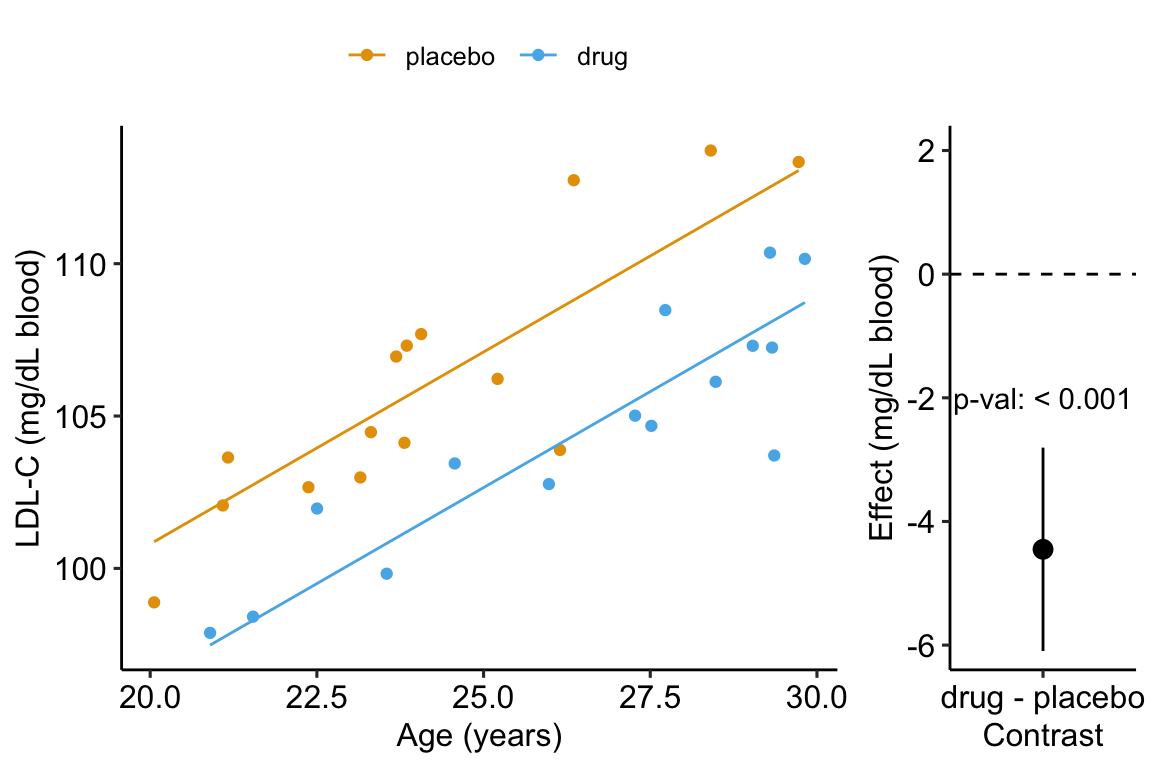 placebo drug
LDL-C (mg/dL blood)
110
105
100
20.0 22.5 25.0 27.5 30.0
Age (years)
Effect (mg/dL blood)
2
0
-2
-4
-6
p-val: < 0.001
drug - placebo
Contrast